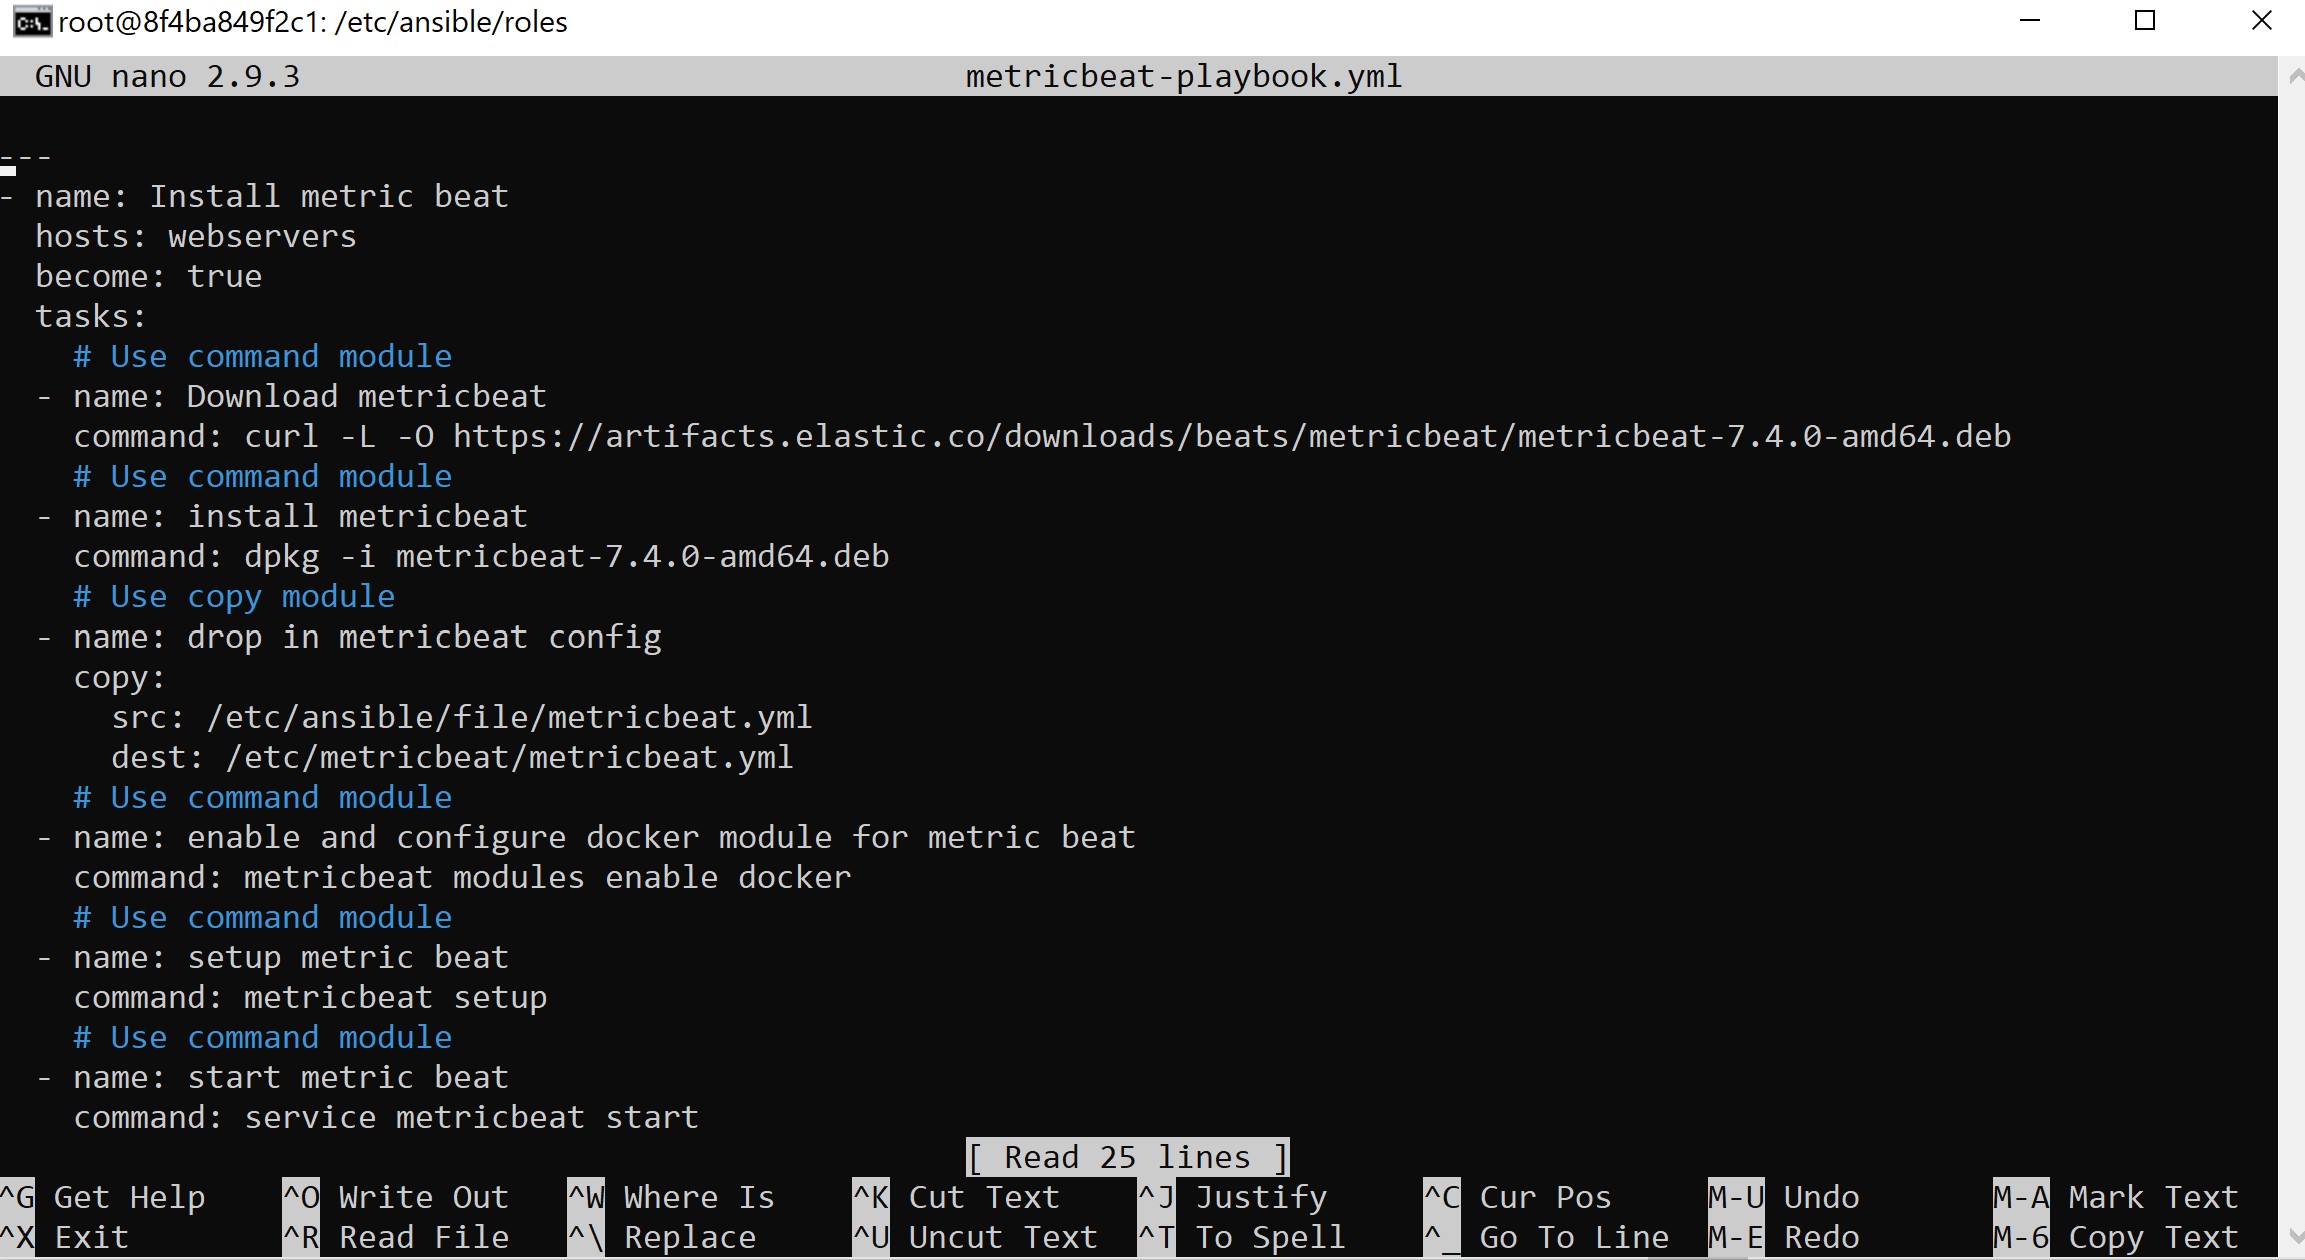 root@8f4ba849f2c1: /etc/ansible/roles
GNU nano 2.9.3 metricbeat-playbook.yml
---
- name: Install metric beat
  hosts: webservers
  become: true
  tasks:
    # Use command module
  - name: Download metricbeat
    command: curl -L -O https://artifacts.elastic.co/downloads/beats/metricbeat/metricbeat-7.4.0-amd64.deb
    # Use command module
  - name: install metricbeat
    command: dpkg -i metricbeat-7.4.0-amd64.deb
    # Use copy module
  - name: drop in metricbeat config
    copy:
      src: /etc/ansible/file/metricbeat.yml
      dest: /etc/metricbeat/metricbeat.yml
    # Use command module
  - name: enable and configure docker module for metric beat
    command: metricbeat modules enable docker
    # Use command module
  - name: setup metric beat
    command: metricbeat setup
    # Use command module
  - name: start metric beat
    command: service metricbeat start
[ Read 25 lines ]
^G Get Help ^O Write Out ^W Where Is ^K Cut Text ^J Justify ^C Cur Pos M-U Undo M-A Mark Text
^X Exit ^R Read File ^\ Replace ^U Uncut Text ^T To Spell ^_ Go To Line M-E Redo M-6 Copy Text